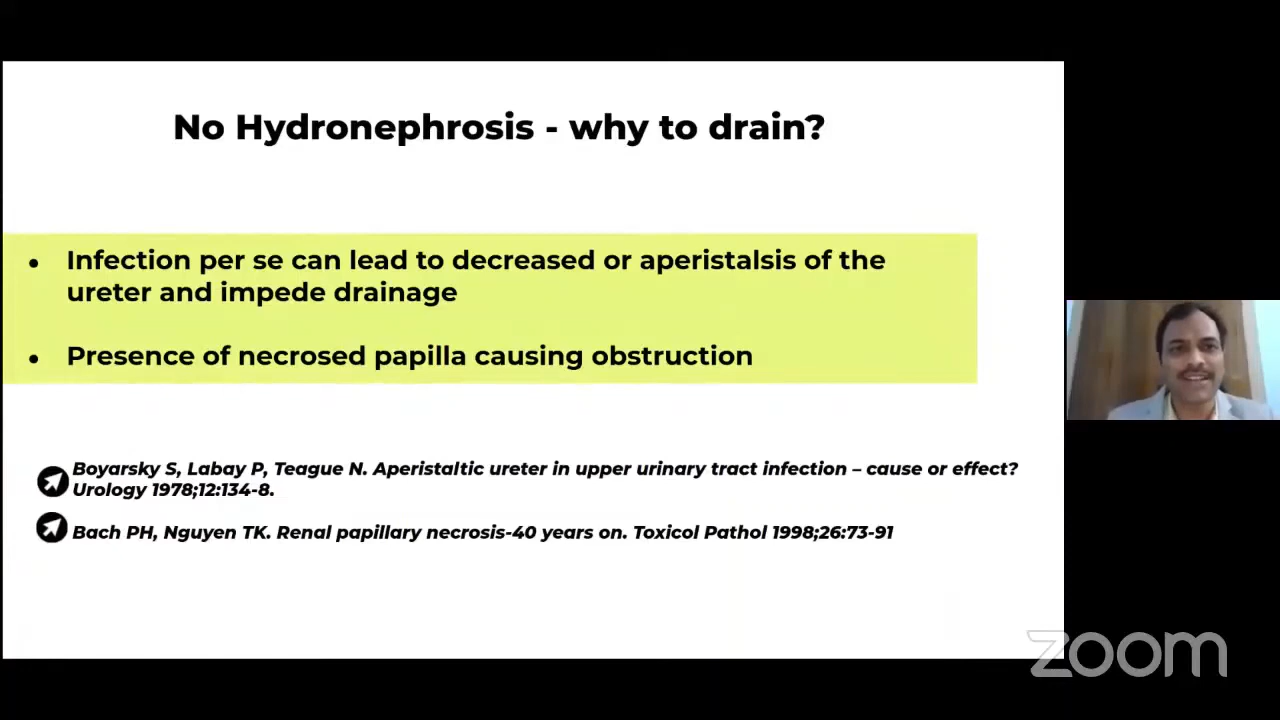 No Hydronephrosis - why to drain?
• Infection per se can lead to decreased or aperistalsis of the
ureter and impede drainage
• Presence of necrosed papilla causing obstruction
Boyarsky S, Labay P, Teague N. Aperistaltic ureter in upper urinary tract infection – cause or effect?
Urology 1978;12:134-8.
Bach PH, Nguyen TK. Renal papillary necrosis-40 years on. Toxicol Pathol 1998;26:73-91
zoom